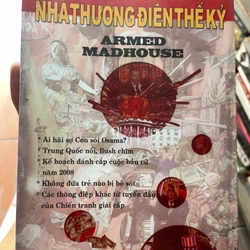 NHÀ THƯƠNG ĐIÊN THẾ KỶ
ARMED
MADHOUSE
* Ai hãi sợ Con sói Osama?
* Trung Quốc nổi, Bush chìm
* Kế hoạch đánh cắp cuộc bầu cử
năm 2008
* Không đứa trẻ nào bị bỏ sót
* Các thông điệp khác từ tuyến đầu
của Chiến tranh giai cấp